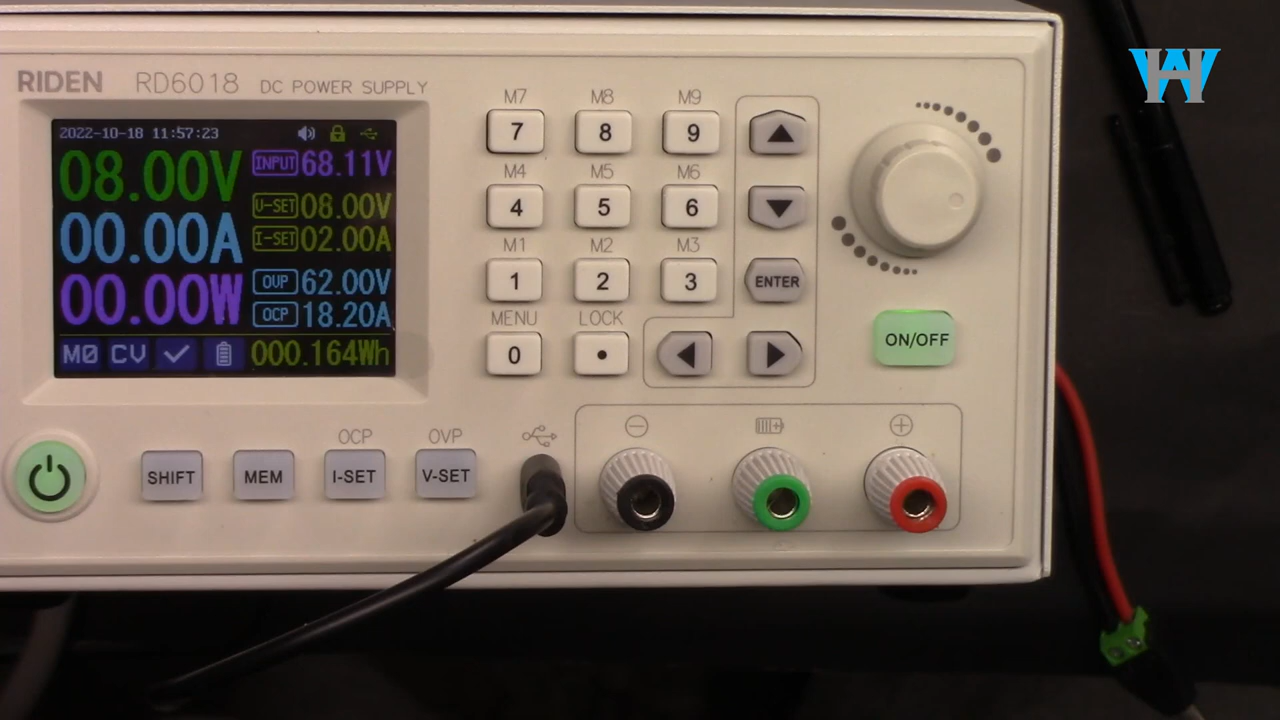 RIDEN RD6018 DC POWER SUPPLY
2022-10-18 11:57:23
08.00V
00.00A
00.00W
INPUT 68.11V
U-SET 08.00V
I-SET 02.00A
OVP 62.00V
OCP 18.20A
M0 CV 000.164Wh
M7 M8 M9
7 8 9
M4 M5 M6
4 5 6
M1 M2 M3
1 2 3 ENTER
MENU LOCK
0 •
ON/OFF
OCP OVP
SHIFT MEM I-SET V-SET
HW